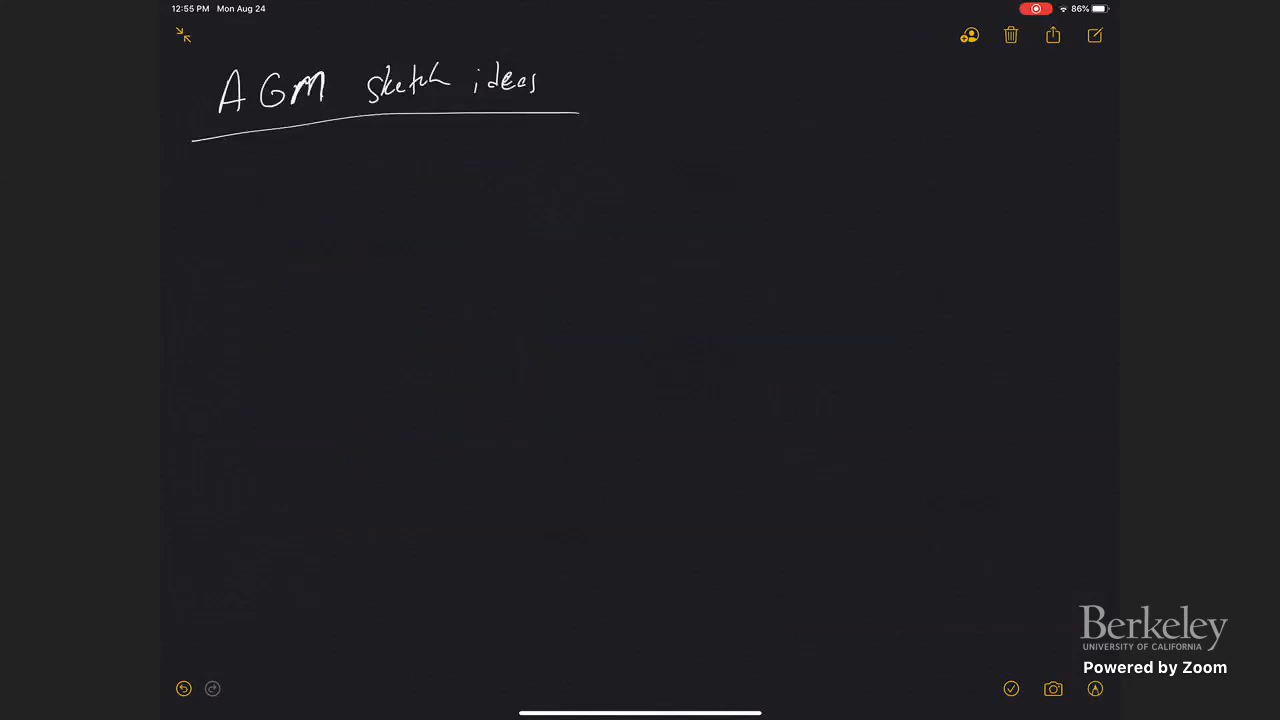 12:55 PM Mon Aug 24
86%
AGM sketch ideas
Berkeley
UNIVERSITY OF CALIFORNIA
Powered by Zoom